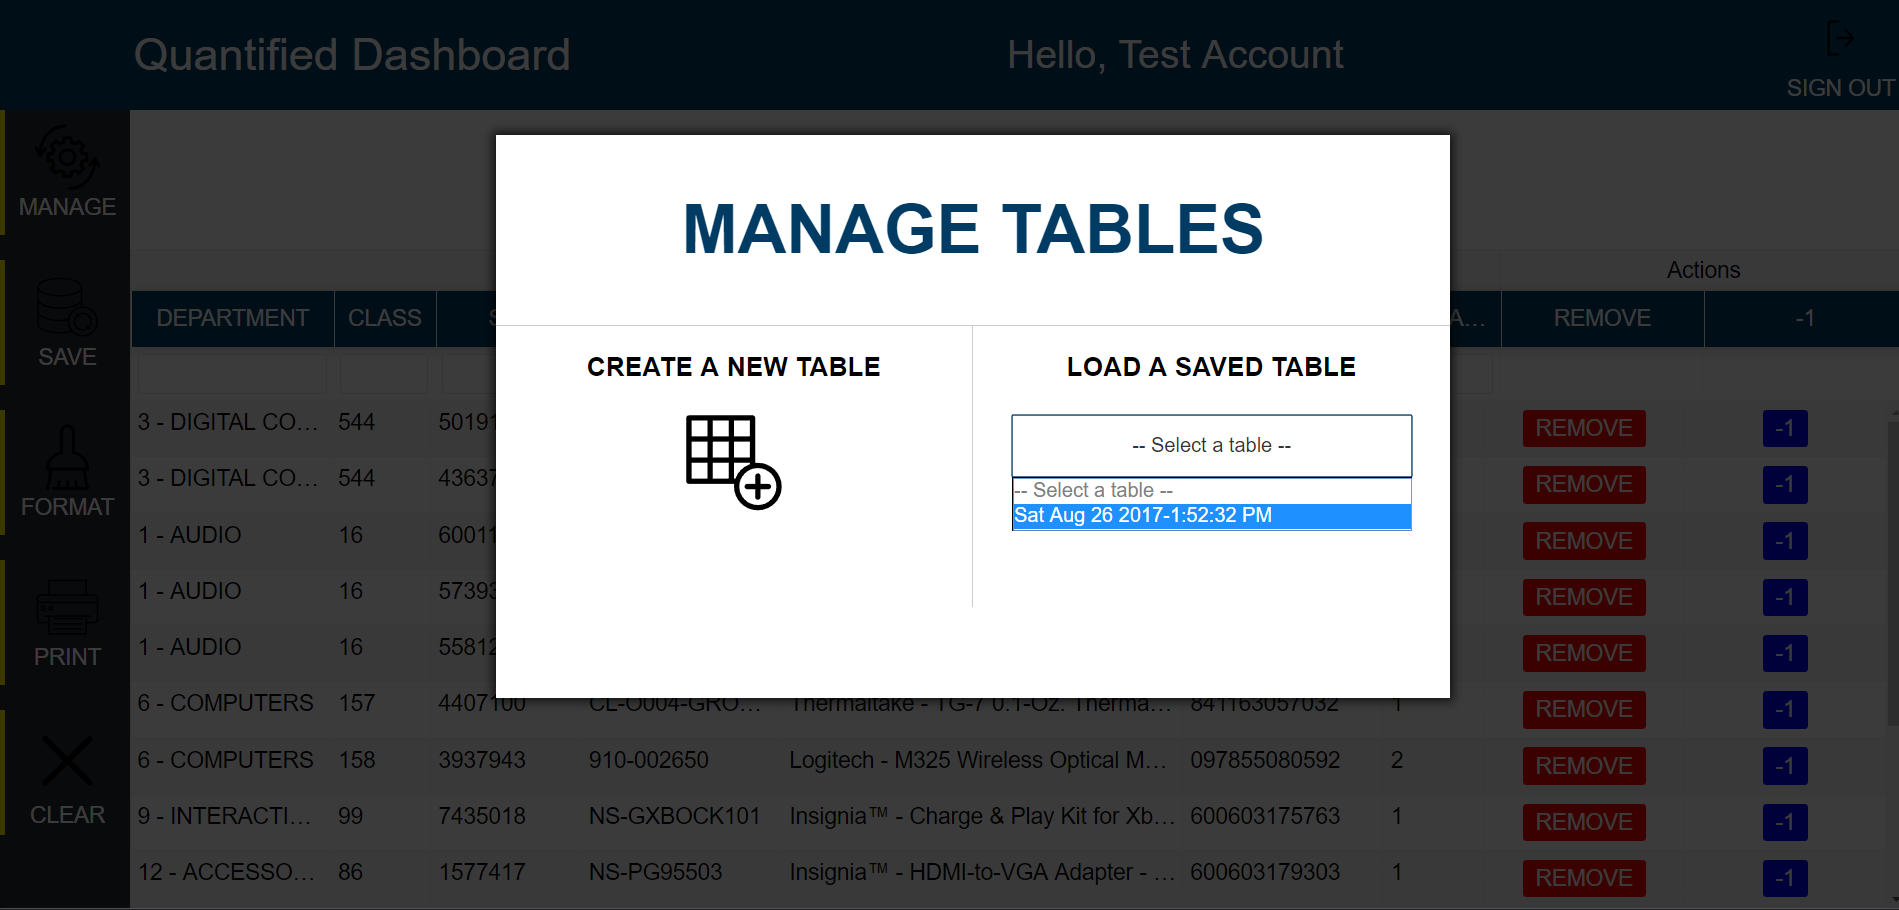 Quantified Dashboard
Hello, Test Account
SIGN OUT
MANAGE
SAVE
FORMAT
PRINT
CLEAR
MANAGE TABLES
CREATE A NEW TABLE
LOAD A SAVED TABLE
-- Select a table --
-- Select a table --
Sat Aug 26 2017-1:52:32 PM
Actions
DEPARTMENT CLASS A... REMOVE -1
3 - DIGITAL CO... 544 50191 REMOVE -1
3 - DIGITAL CO... 544 43637 REMOVE -1
1 - AUDIO 16 60011 REMOVE -1
1 - AUDIO 16 57393 REMOVE -1
1 - AUDIO 16 55812 REMOVE -1
6 - COMPUTERS 157 4407100 CL-O004-GRO... Thermaltake - TG-7 0.1-Oz. Therma... 841163057032 1 REMOVE -1
6 - COMPUTERS 158 3937943 910-002650 Logitech - M325 Wireless Optical M... 097855080592 2 REMOVE -1
9 - INTERACTI... 99 7435018 NS-GXBOCK101 Insignia™ - Charge & Play Kit for Xb... 600603175763 1 REMOVE -1
12 - ACCESSO... 86 1577417 NS-PG95503 Insignia™ - HDMI-to-VGA Adapter - ... 600603179303 1 REMOVE -1